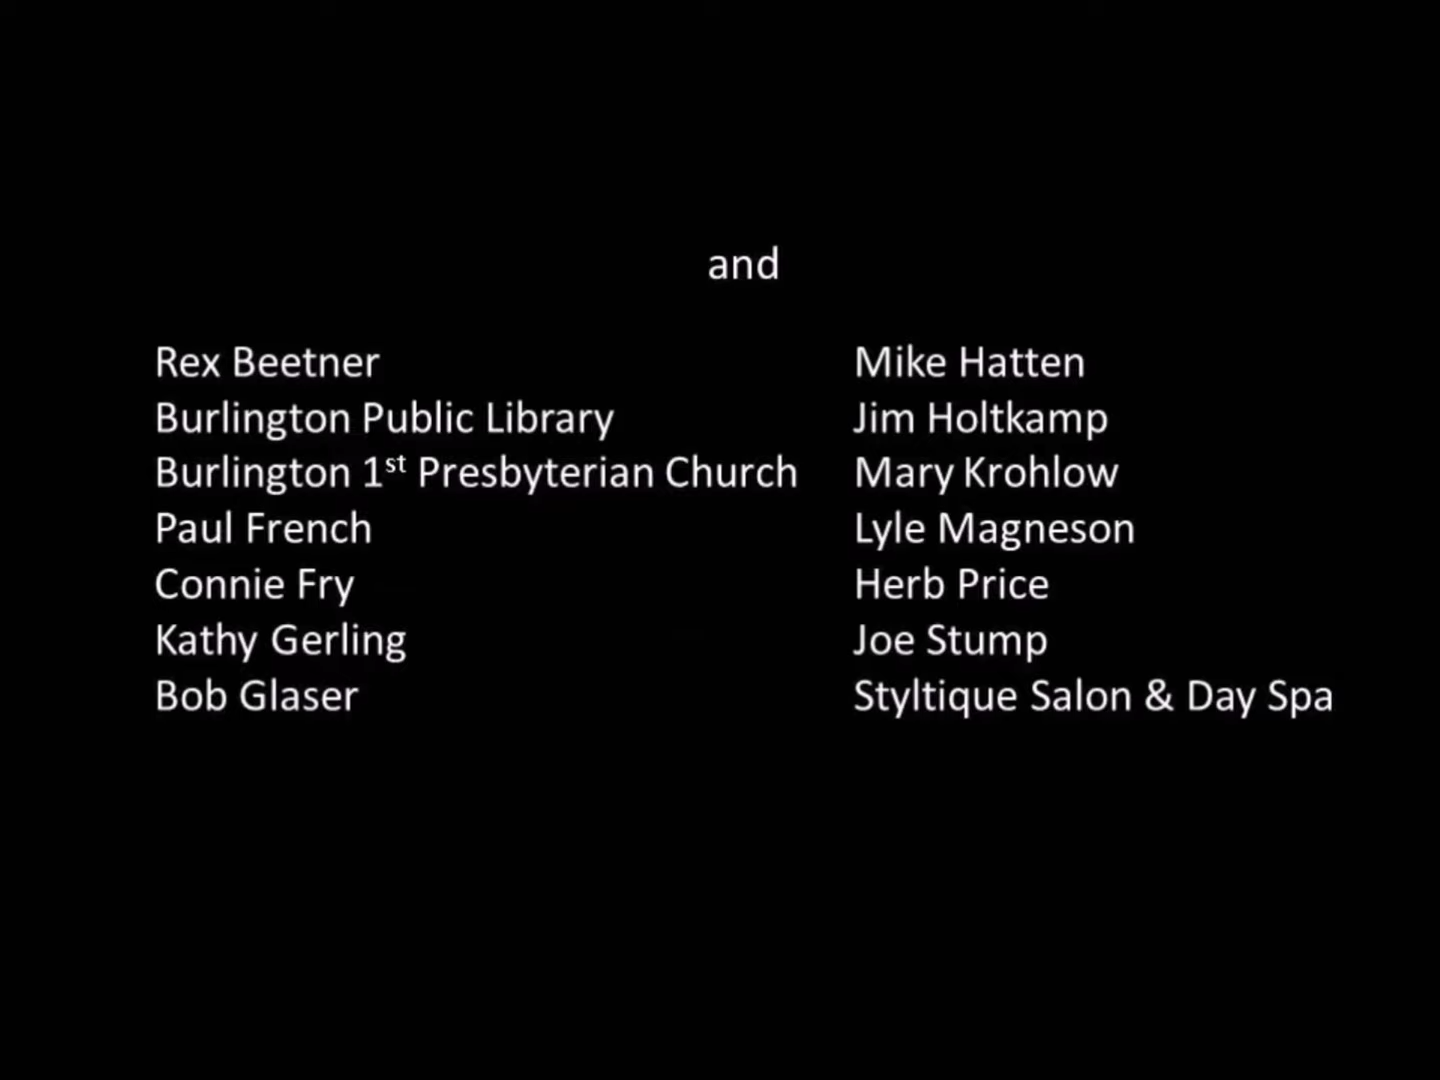 and
Rex Beetner
Burlington Public Library
Burlington 1st Presbyterian Church
Paul French
Connie Fry
Kathy Gerling
Bob Glaser
Mike Hatten
Jim Holtkamp
Mary Krohlow
Lyle Magneson
Herb Price
Joe Stump
Styltique Salon & Day Spa